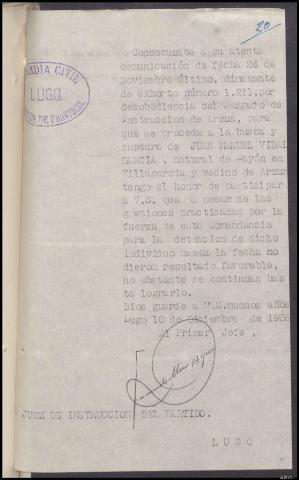 20
GUARDIA CIVIL
LUGO
Consecuente a su atenta
comunicación de fecha 26 de
Noviembre último, dimanante
de exhorto número 1.211, por
desobediencia del Juzgado de
Instruccion de Arzua, para
que se proceda a la busca y
captura de JUAN MANUEL VIDAL
GARCIA, natural de Bayón en
Villagarcia y vecino de Arzua
tengo el honor de participar
a V.S. que a pesar de las
gestiones practicadas por la
fuerza de esta Comandancia
para la detencion de dicho
individuo hasta la fecha no
dieron resultado favorable,
no obstante se continuan has
ta lograrlo.
Dios guarde a V.S.muchos años
Lugo 10 de Diciembre de 1936
El Primer Jefe,
JUEZ DE INSTRUCCION DEL PARTIDO.
LUGO